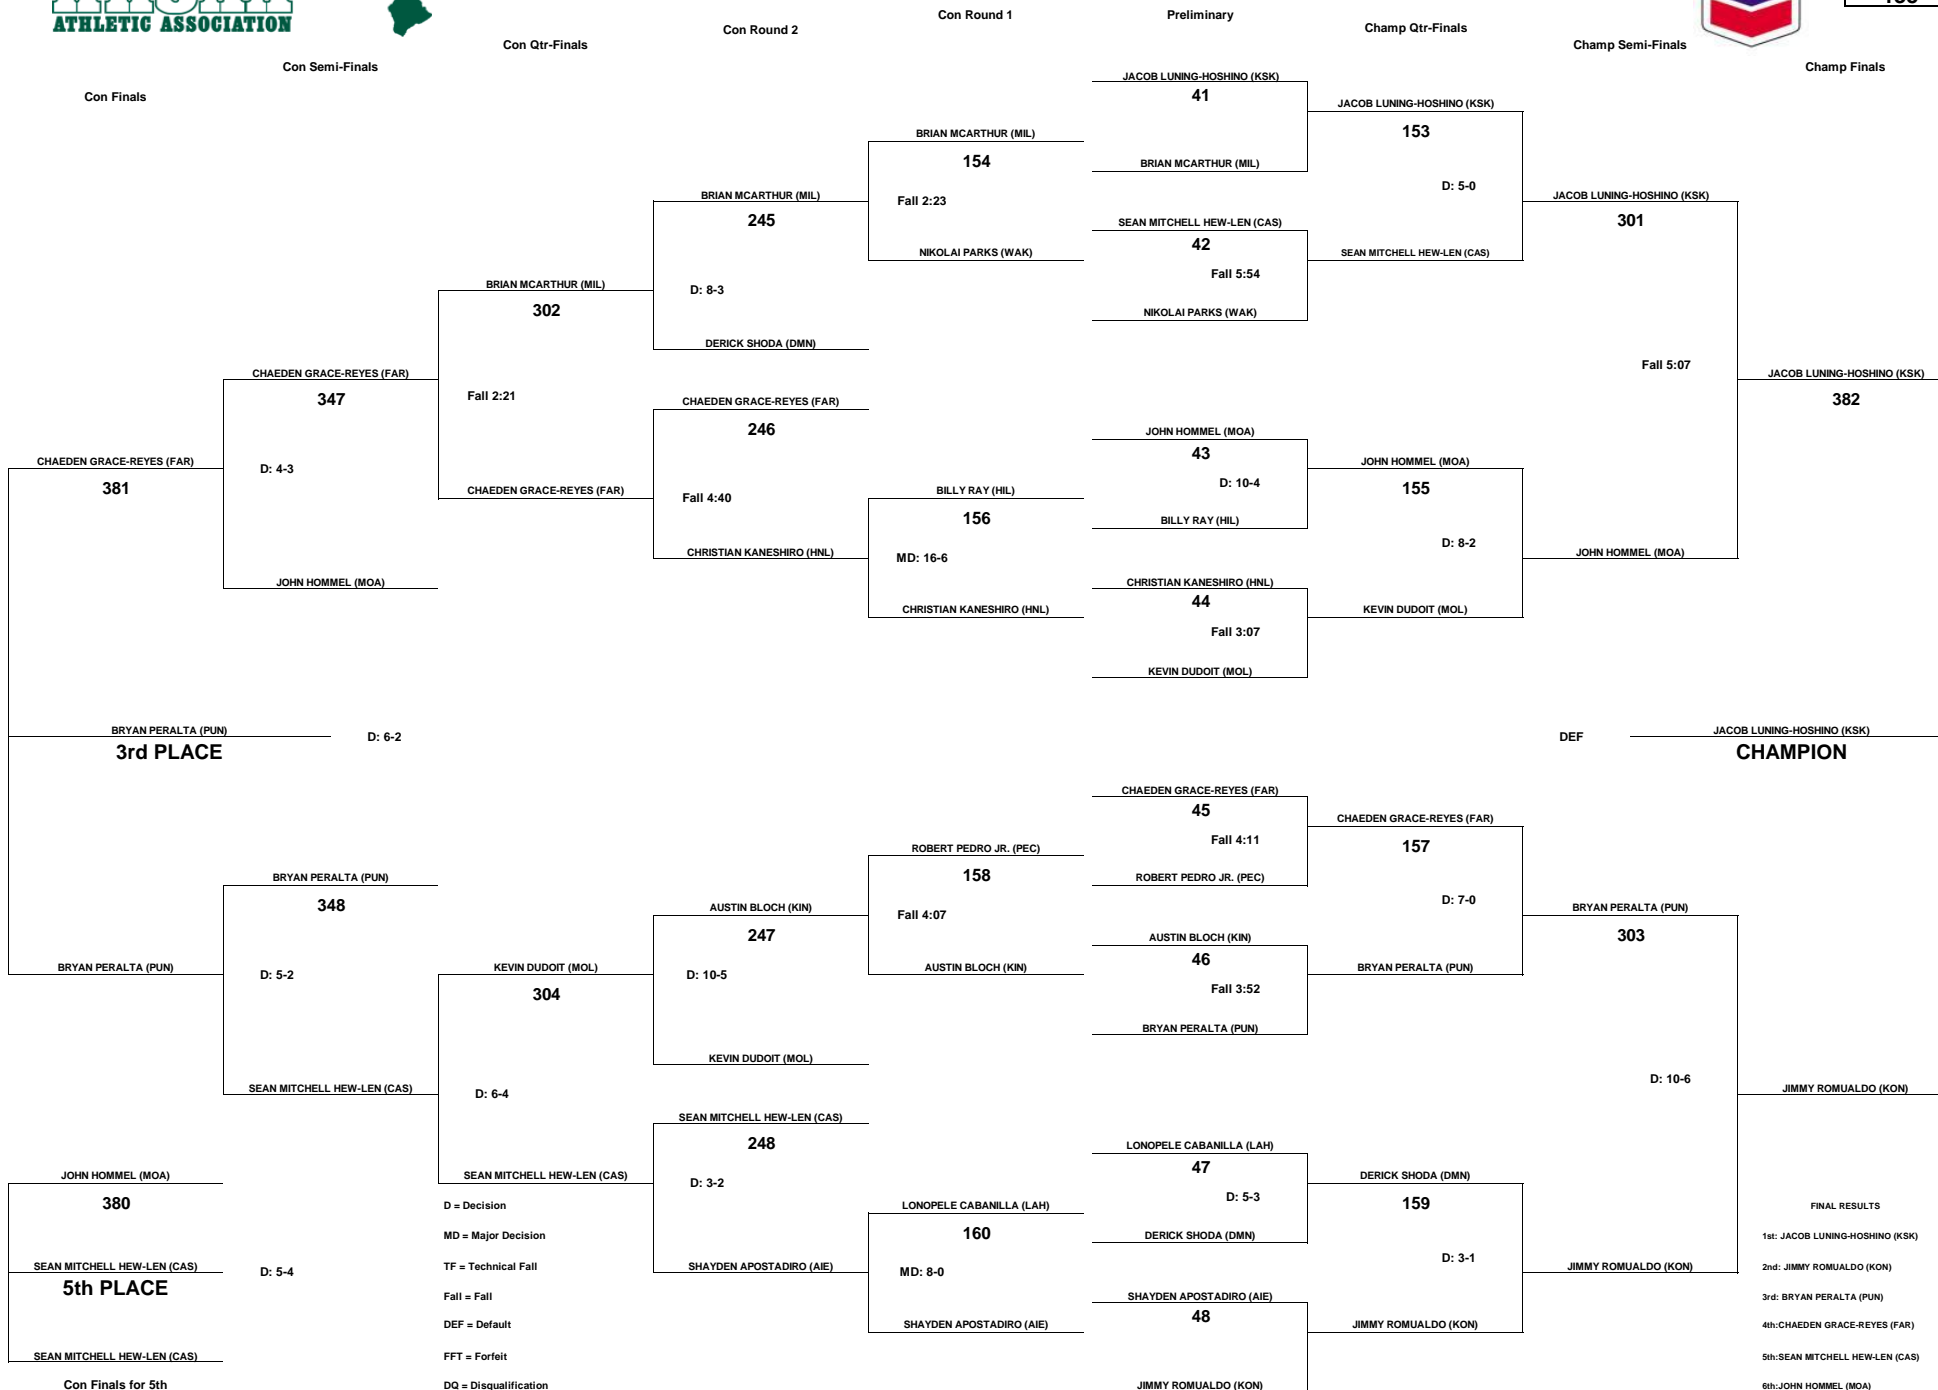 ATHLETIC ASSOCIATION
Con Round 1
Preliminary
Con Round 2
Champ Qtr-Finals
Con Qtr-Finals
Champ Semi-Finals
Con Semi-Finals
Champ Finals
Con Finals
JACOB LUNING-HOSHINO (KSK)
41
JACOB LUNING-HOSHINO (KSK)
BRIAN MCARTHUR (MIL)
153
154
BRIAN MCARTHUR (MIL)
D: 5-0
BRIAN MCARTHUR (MIL)
Fall 2:23
JACOB LUNING-HOSHINO (KSK)
245
SEAN MITCHELL HEW-LEN (CAS)
301
42
NIKOLAI PARKS (WAK)
SEAN MITCHELL HEW-LEN (CAS)
Fall 5:54
BRIAN MCARTHUR (MIL)
D: 8-3
302
NIKOLAI PARKS (WAK)
DERICK SHODA (DMN)
Fall 5:07
CHAEDEN GRACE-REYES (FAR)
JACOB LUNING-HOSHINO (KSK)
347
Fall 2:21
CHAEDEN GRACE-REYES (FAR)
382
246
JOHN HOMMEL (MOA)
43
CHAEDEN GRACE-REYES (FAR)
D: 4-3
JOHN HOMMEL (MOA)
381
D: 10-4
155
CHAEDEN GRACE-REYES (FAR)
Fall 4:40
BILLY RAY (HIL)
156
BILLY RAY (HIL)
D: 8-2
CHRISTIAN KANESHIRO (HNL)
MD: 16-6
JOHN HOMMEL (MOA)
JOHN HOMMEL (MOA)
CHRISTIAN KANESHIRO (HNL)
44
CHRISTIAN KANESHIRO (HNL)
KEVIN DUDOIT (MOL)
Fall 3:07
KEVIN DUDOIT (MOL)
BRYAN PERALTA (PUN)
D: 6-2
DEF
JACOB LUNING-HOSHINO (KSK)
3rd PLACE
CHAMPION
CHAEDEN GRACE-REYES (FAR)
45
CHAEDEN GRACE-REYES (FAR)
Fall 4:11
ROBERT PEDRO JR. (PEC)
157
158
BRYAN PERALTA (PUN)
ROBERT PEDRO JR. (PEC)
348
D: 7-0
AUSTIN BLOCH (KIN)
Fall 4:07
BRYAN PERALTA (PUN)
247
AUSTIN BLOCH (KIN)
303
46
BRYAN PERALTA (PUN)
D: 5-2
KEVIN DUDOIT (MOL)
D: 10-5
AUSTIN BLOCH (KIN)
BRYAN PERALTA (PUN)
304
Fall 3:52
BRYAN PERALTA (PUN)
KEVIN DUDOIT (MOL)
D: 10-6
SEAN MITCHELL HEW-LEN (CAS)
D: 6-4
JIMMY ROMUALDO (KON)
SEAN MITCHELL HEW-LEN (CAS)
248
LONOPELE CABANILLA (LAH)
47
JOHN HOMMEL (MOA)
SEAN MITCHELL HEW-LEN (CAS)
D: 3-2
DERICK SHODA (DMN)
380
D: 5-3
159
D = Decision
LONOPELE CABANILLA (LAH)
FINAL RESULTS
160
MD = Major Decision
DERICK SHODA (DMN)
1st: JACOB LUNING-HOSHINO (KSK)
D: 3-1
SEAN MITCHELL HEW-LEN (CAS)
D: 5-4
TF = Technical Fall
SHAYDEN APOSTADIRO (AIE)
MD: 8-0
JIMMY ROMUALDO (KON)
2nd: JIMMY ROMUALDO (KON)
5th PLACE
Fall = Fall
SHAYDEN APOSTADIRO (AIE)
3rd: BRYAN PERALTA (PUN)
48
DEF = Default
SHAYDEN APOSTADIRO (AIE)
JIMMY ROMUALDO (KON)
4th:CHAEDEN GRACE-REYES (FAR)
SEAN MITCHELL HEW-LEN (CAS)
FFT = Forfeit
5th:SEAN MITCHELL HEW-LEN (CAS)
Con Finals for 5th
DQ = Disqualification
JIMMY ROMUALDO (KON)
6th:JOHN HOMMEL (MOA)